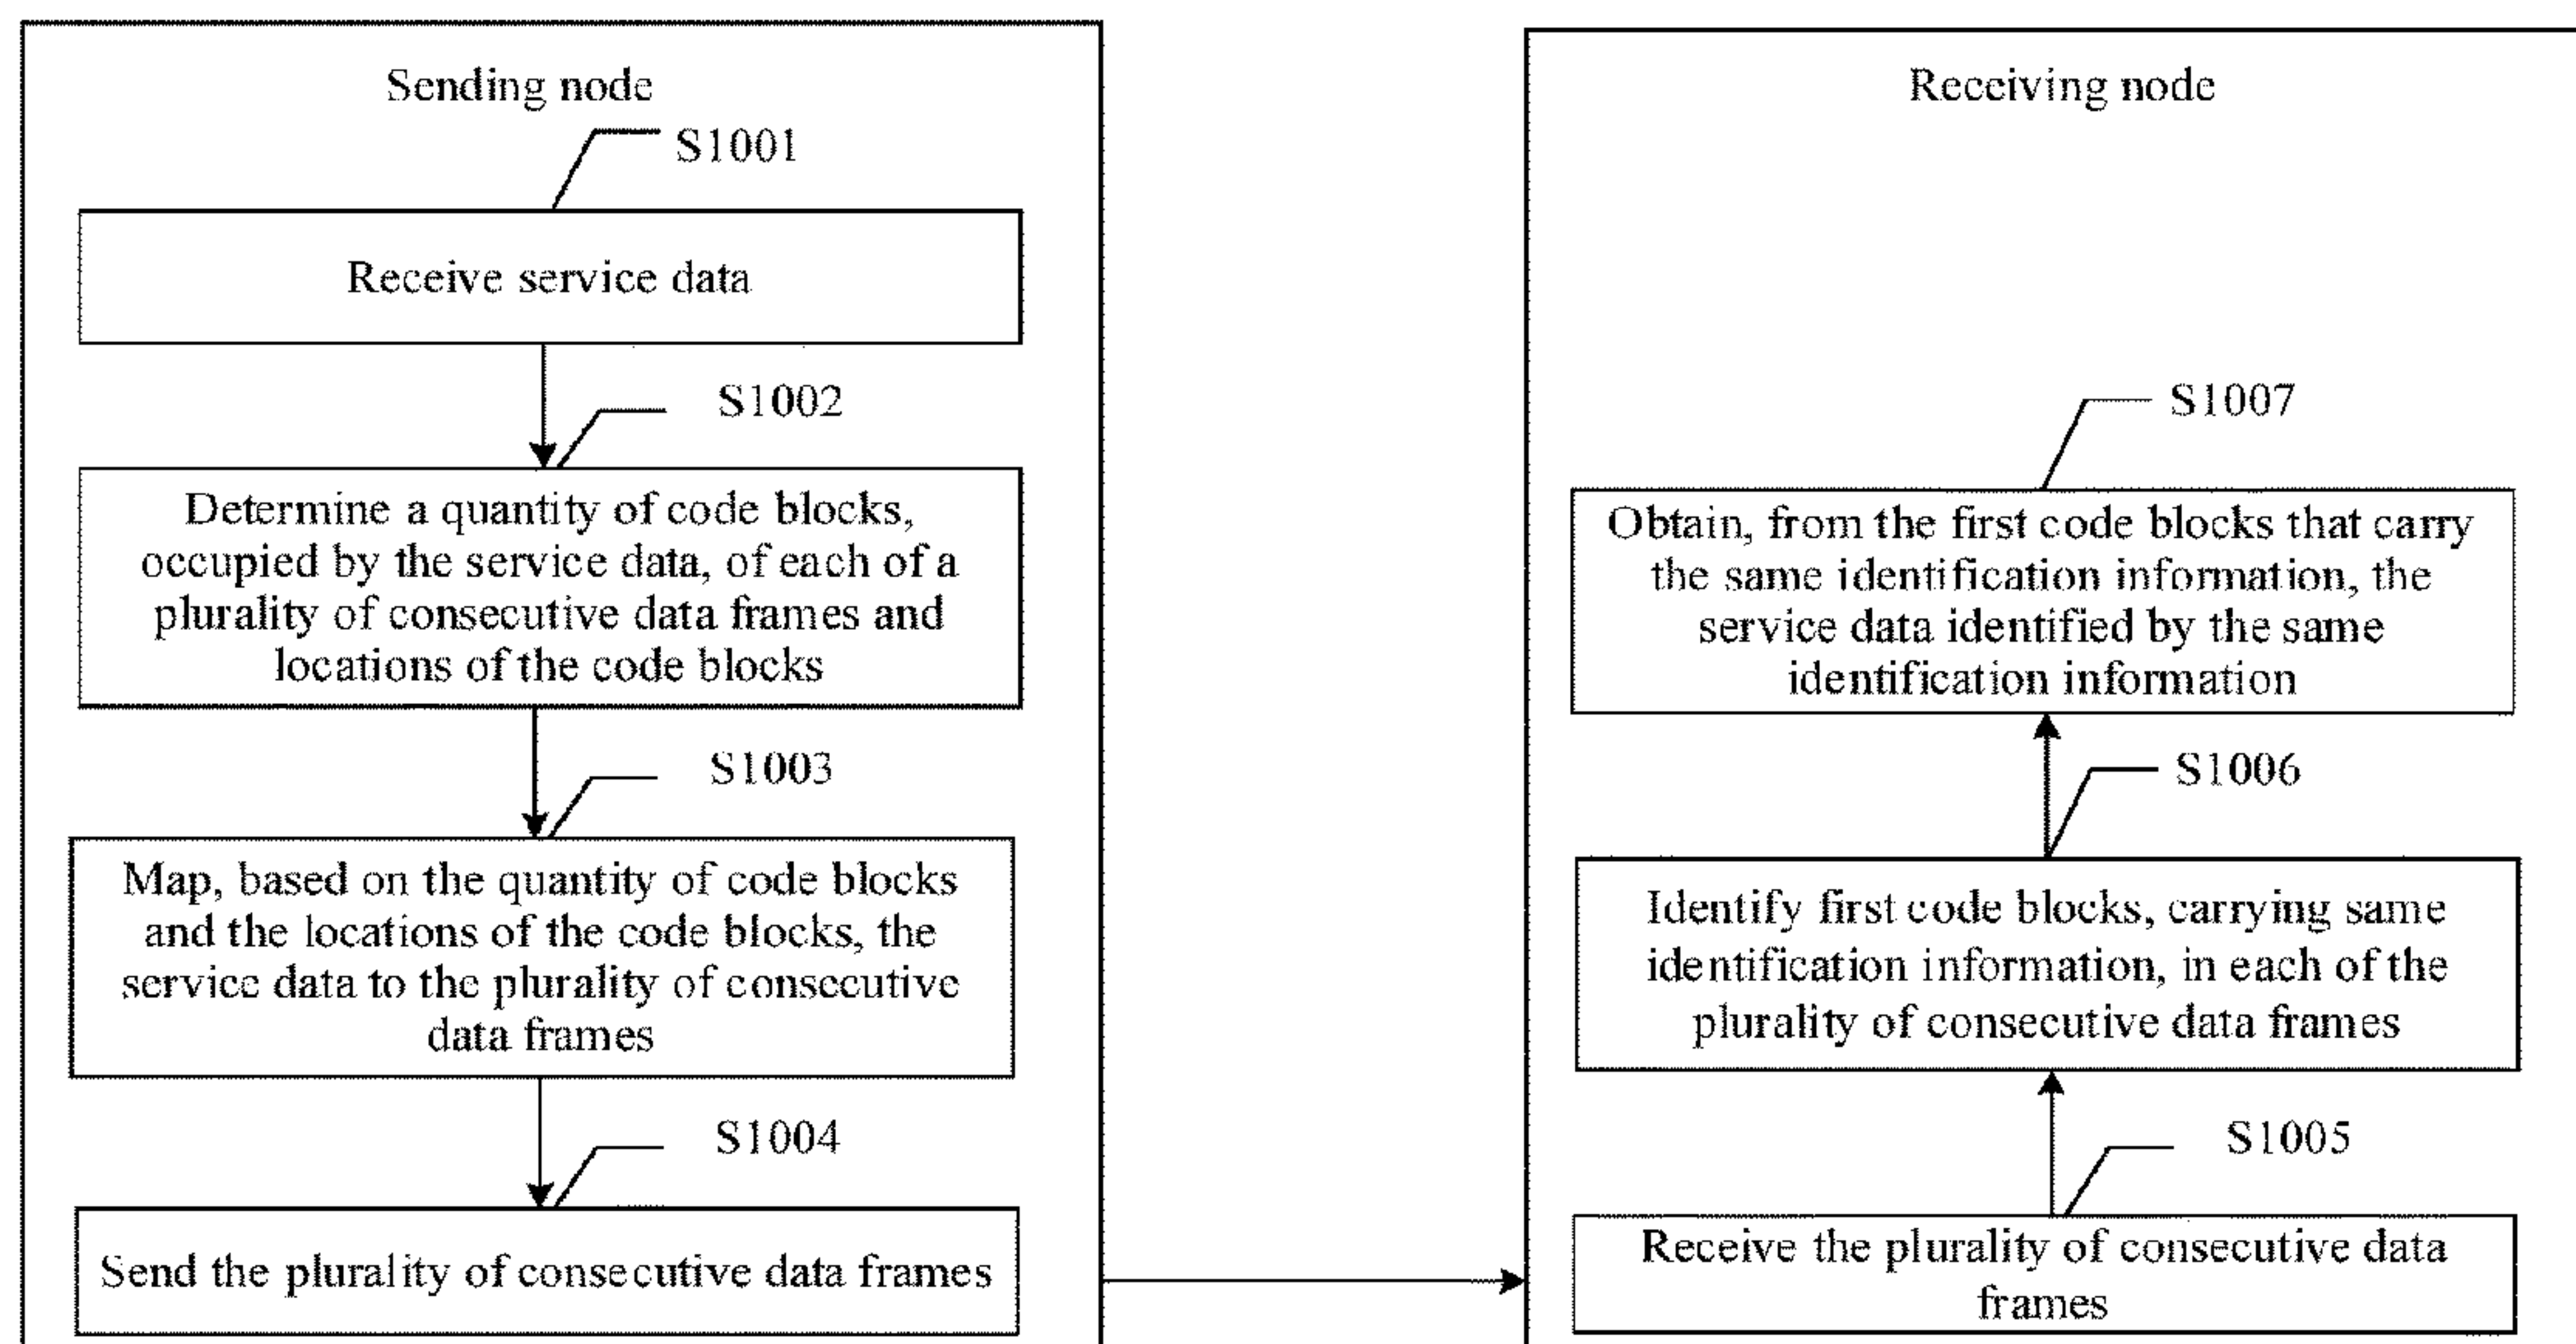 Sending node
S1001
Receive service data
S1002
Determine a quantity of code blocks,
occupied by the service data, of each of a
plurality of consecutive data frames and
locations of the code blocks
S1003
Map, based on the quantity of code blocks
and the locations of the code blocks, the
service data to the plurality of consecutive
data frames
S1004
Send the plurality of consecutive data frames
Receiving node
S1007
Obtain, from the first code blocks that carry
the same identification information, the
service data identified by the same
identification information
S1006
Identify first code blocks, carrying same
identification information, in each of the
plurality of consecutive data frames
S1005
Receive the plurality of consecutive data
frames